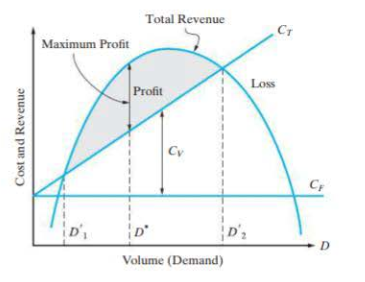 Total Revenue
C_T
Maximum Profit
Profit
Loss
Cost and Revenue
C_V
C_F
D'_1
D*
D'_2
D
Volume (Demand)